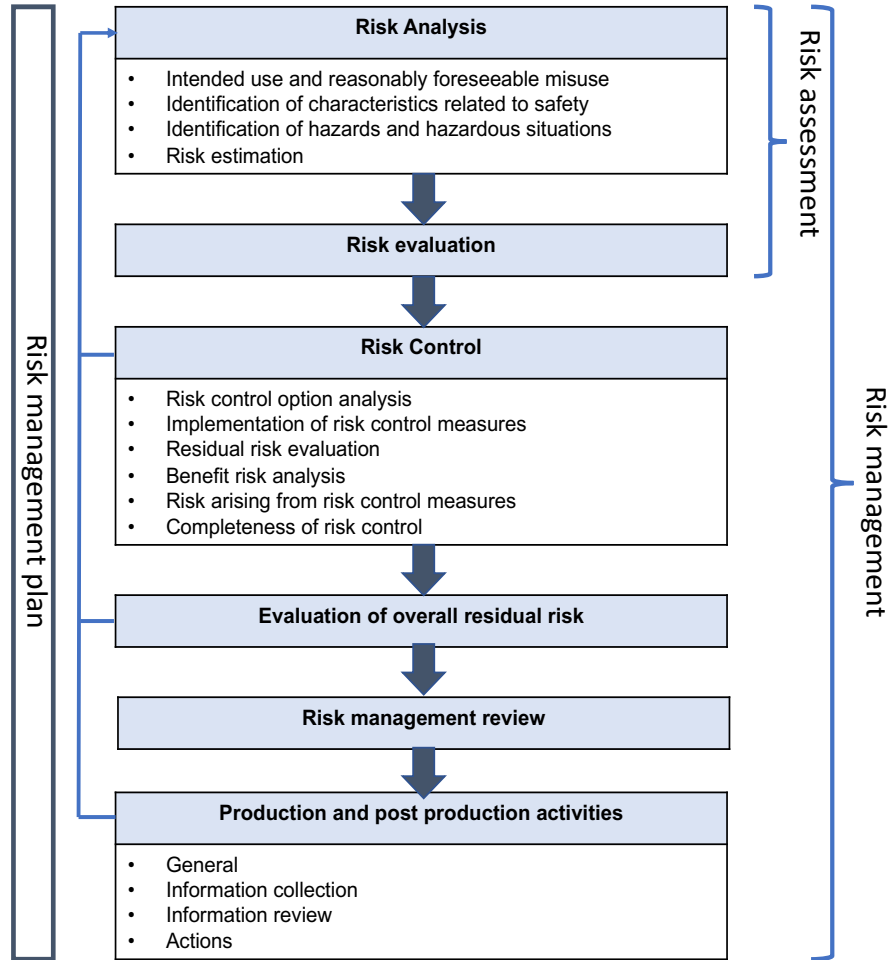 Risk Analysis
• Intended use and reasonably foreseeable misuse
• Identification of characteristics related to safety
• Identification of hazards and hazardous situations
• Risk estimation
Risk evaluation
Risk Control
• Risk control option analysis
• Implementation of risk control measures
• Residual risk evaluation
• Benefit risk analysis
• Risk arising from risk control measures
• Completeness of risk control
Evaluation of overall residual risk
Risk management review
Production and post production activities
• General
• Information collection
• Information review
• Actions
Risk management plan
Risk assessment
Risk management